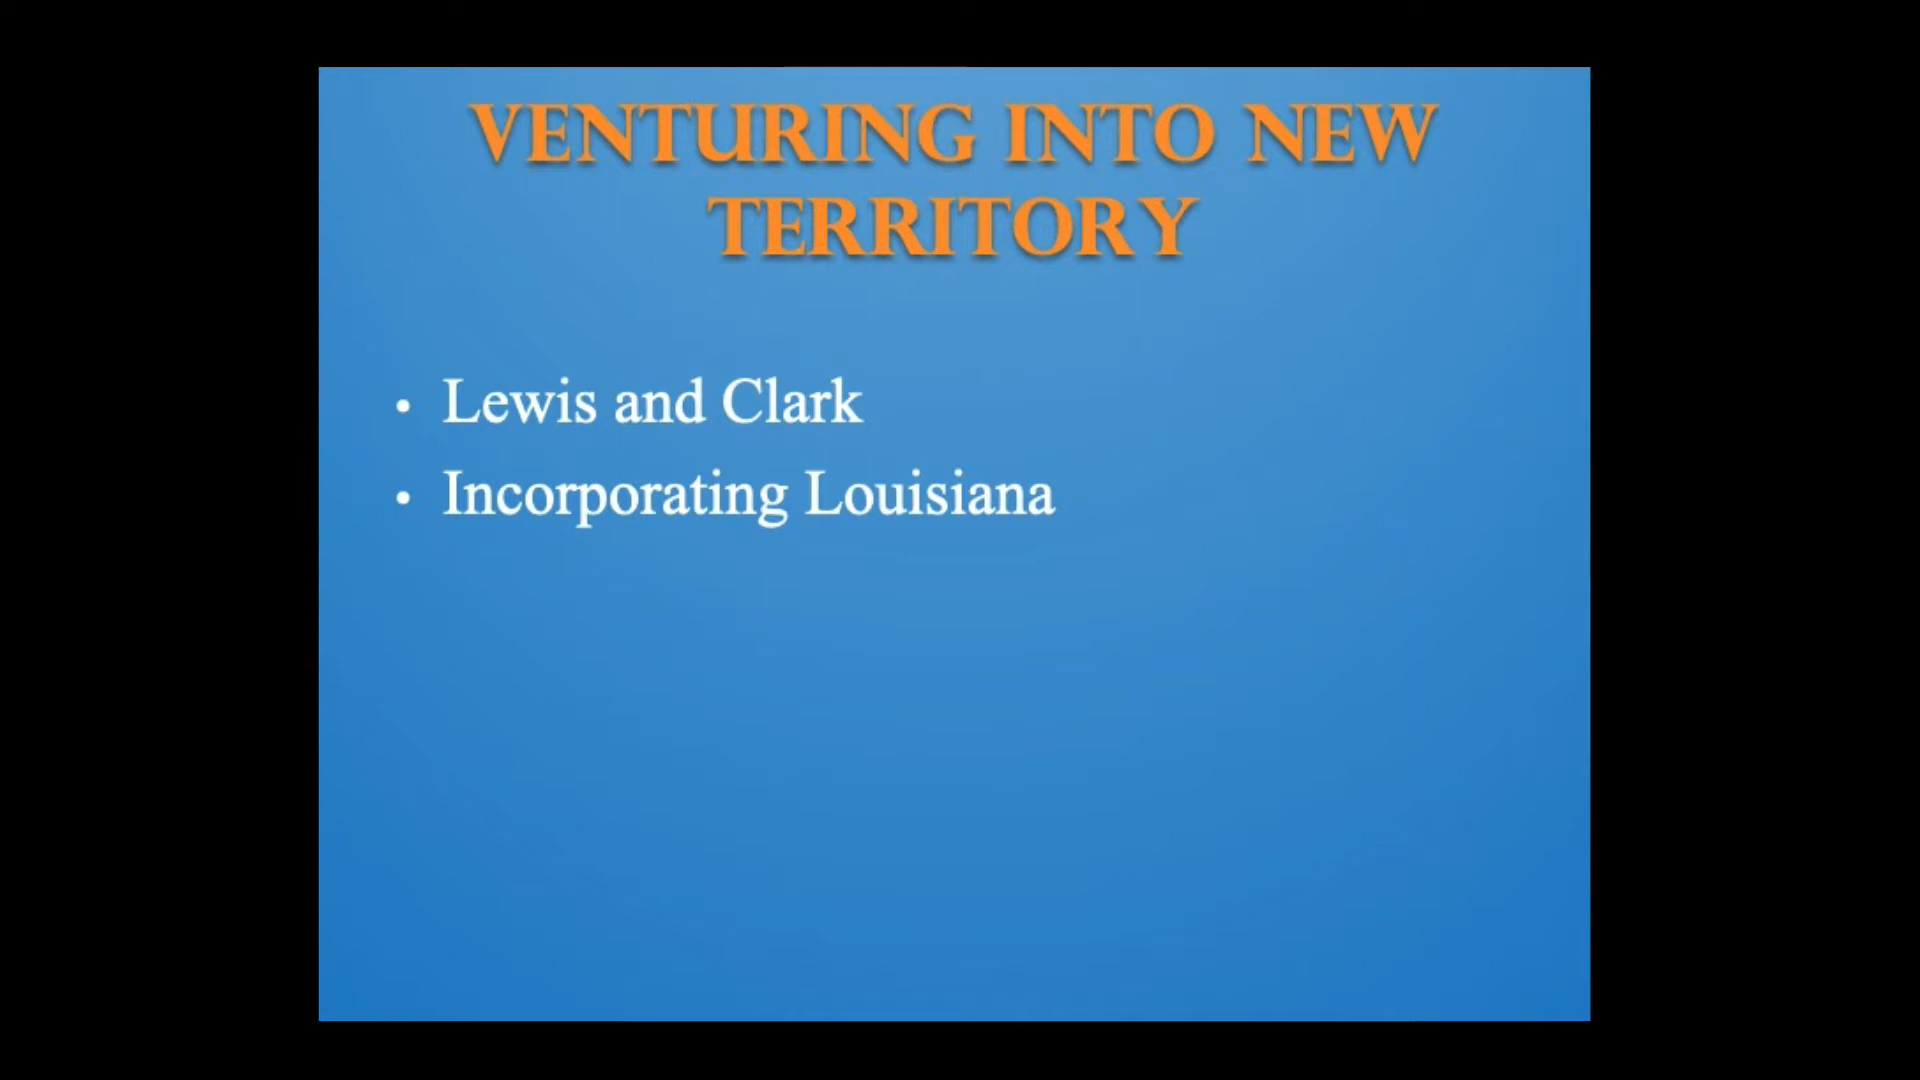 VENTURING INTO NEW
TERRITORY
• Lewis and Clark
• Incorporating Louisiana